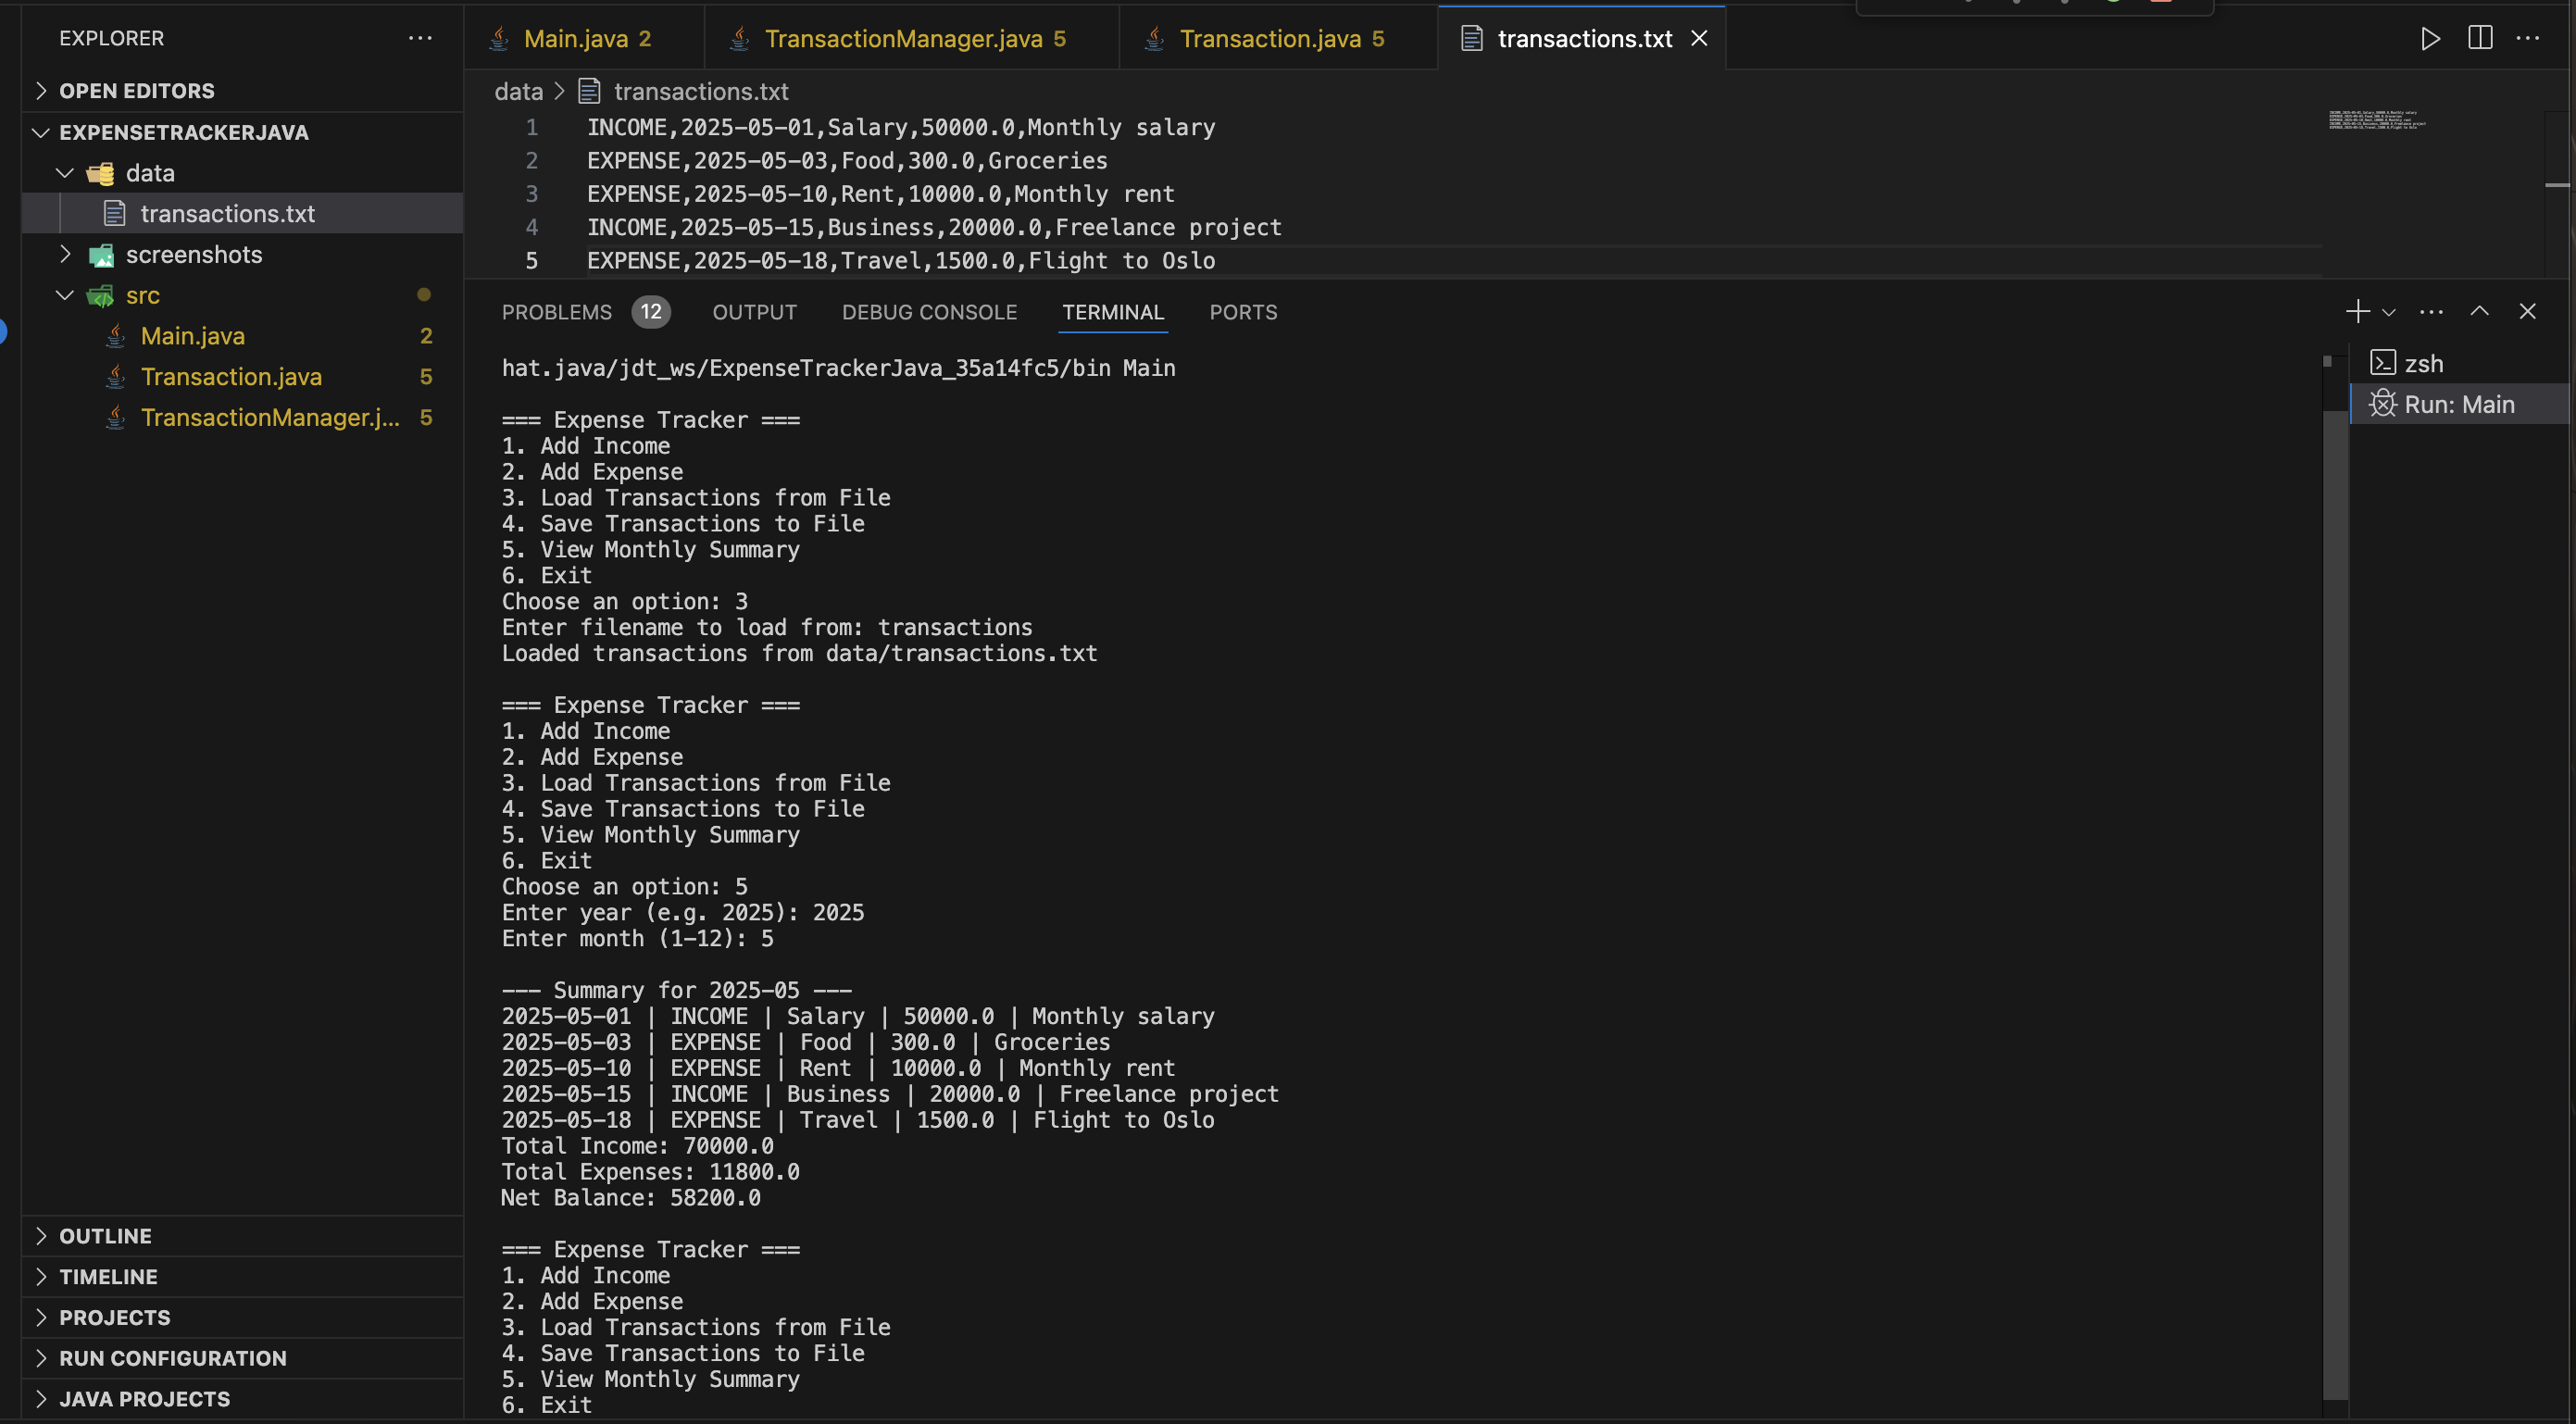 EXPLORER
OPEN EDITORS
EXPENSETRACKERJAVA
data
transactions.txt
screenshots
src
Main.java 2
Transaction.java 5
TransactionManager.j... 5
OUTLINE
TIMELINE
PROJECTS
RUN CONFIGURATION
JAVA PROJECTS
Main.java 2 TransactionManager.java 5 Transaction.java 5 transactions.txt
data > transactions.txt
1 INCOME,2025-05-01,Salary,50000.0,Monthly salary
2 EXPENSE,2025-05-03,Food,300.0,Groceries
3 EXPENSE,2025-05-10,Rent,10000.0,Monthly rent
4 INCOME,2025-05-15,Business,20000.0,Freelance project
5 EXPENSE,2025-05-18,Travel,1500.0,Flight to Oslo
PROBLEMS 12 OUTPUT DEBUG CONSOLE TERMINAL PORTS
hat.java/jdt_ws/ExpenseTrackerJava_35a14fc5/bin Main
=== Expense Tracker ===
1. Add Income
2. Add Expense
3. Load Transactions from File
4. Save Transactions to File
5. View Monthly Summary
6. Exit
Choose an option: 3
Enter filename to load from: transactions
Loaded transactions from data/transactions.txt
=== Expense Tracker ===
1. Add Income
2. Add Expense
3. Load Transactions from File
4. Save Transactions to File
5. View Monthly Summary
6. Exit
Choose an option: 5
Enter year (e.g. 2025): 2025
Enter month (1-12): 5
--- Summary for 2025-05 ---
2025-05-01 | INCOME | Salary | 50000.0 | Monthly salary
2025-05-03 | EXPENSE | Food | 300.0 | Groceries
2025-05-10 | EXPENSE | Rent | 10000.0 | Monthly rent
2025-05-15 | INCOME | Business | 20000.0 | Freelance project
2025-05-18 | EXPENSE | Travel | 1500.0 | Flight to Oslo
Total Income: 70000.0
Total Expenses: 11800.0
Net Balance: 58200.0
=== Expense Tracker ===
1. Add Income
2. Add Expense
3. Load Transactions from File
4. Save Transactions to File
5. View Monthly Summary
6. Exit
zsh
Run: Main